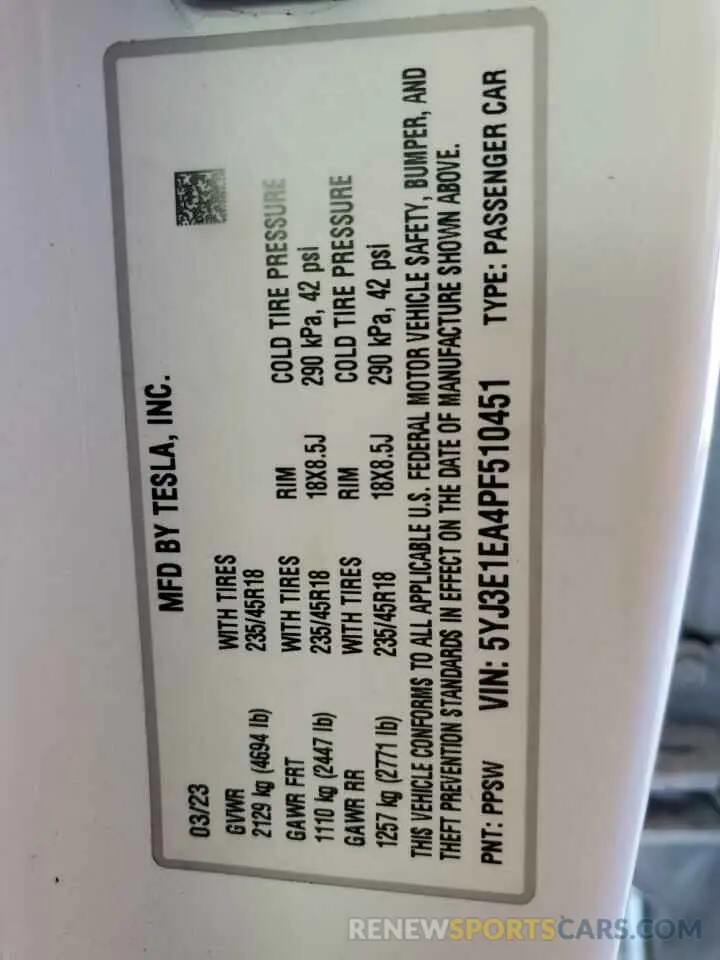 MFD BY TESLA, INC.
03/23
GVWR WITH TIRES
2129 kg (4694 lb) 235/45R18
GAWR FRT WITH TIRES RIM COLD TIRE PRESSURE
1110 kg (2447 lb) 235/45R18 18X8.5J 290 kPa, 42 psi
GAWR RR WITH TIRES RIM COLD TIRE PRESSURE
1257 kg (2771 lb) 235/45R18 18X8.5J 290 kPa, 42 psi
THIS VEHICLE CONFORMS TO ALL APPLICABLE U.S. FEDERAL MOTOR VEHICLE SAFETY, BUMPER, AND
THEFT PREVENTION STANDARDS IN EFFECT ON THE DATE OF MANUFACTURE SHOWN ABOVE.
PNT: PPSW VIN: 5YJ3E1EA4PF510451 TYPE: PASSENGER CAR
RENEWSPORTSCARS.COM